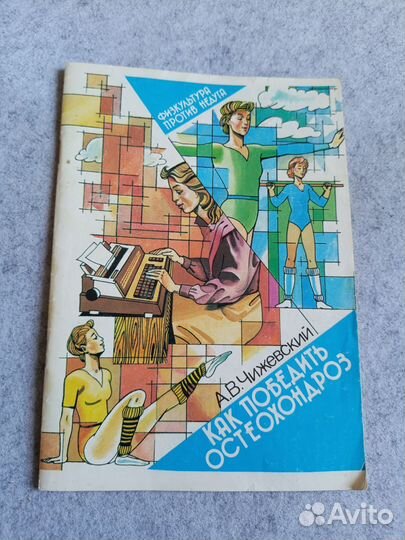 ФИЗКУЛЬТУРА
ПРОТИВ НЕДУГА
А.В.Чижевский
КАК ПОБЕДИТЬ
ОСТЕОХОНДРОЗ
Avito